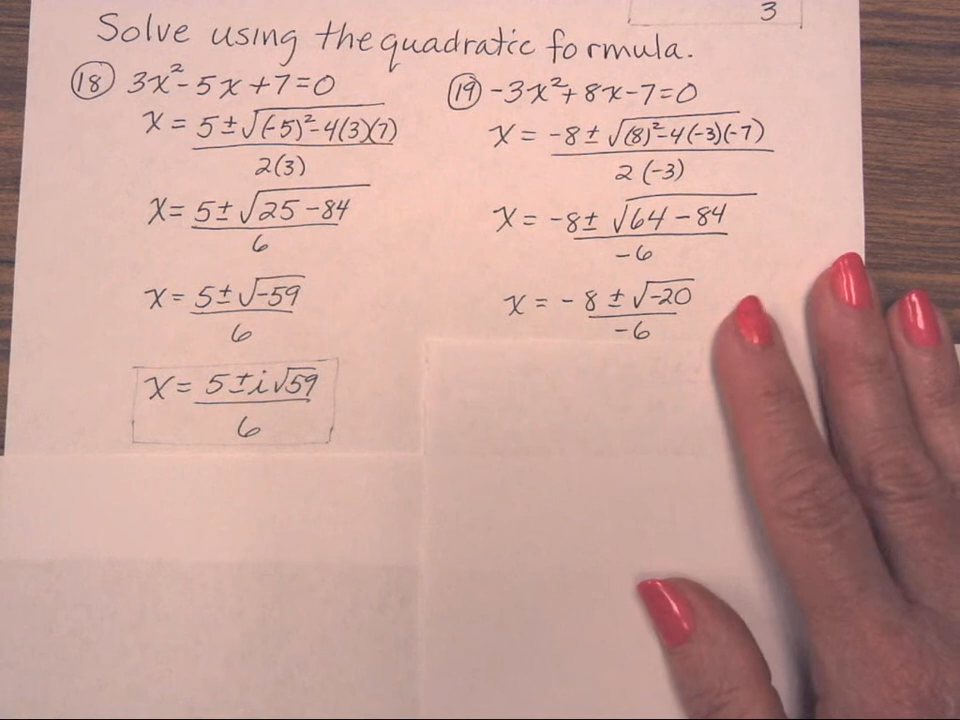 3
Solve using the quadratic formula.
(18) 3x² - 5x + 7 = 0
x = 5 ± √(-5)² - 4(3)(7)
2(3)
x = 5 ± √25 - 84
6
x = 5 ± √-59
6
x = 5 ± i√59
6
(19) -3x² + 8x - 7 = 0
x = -8 ± √(8)² - 4(-3)(-7)
2(-3)
x = -8 ± √64 - 84
-6
x = -8 ± √-20
-6